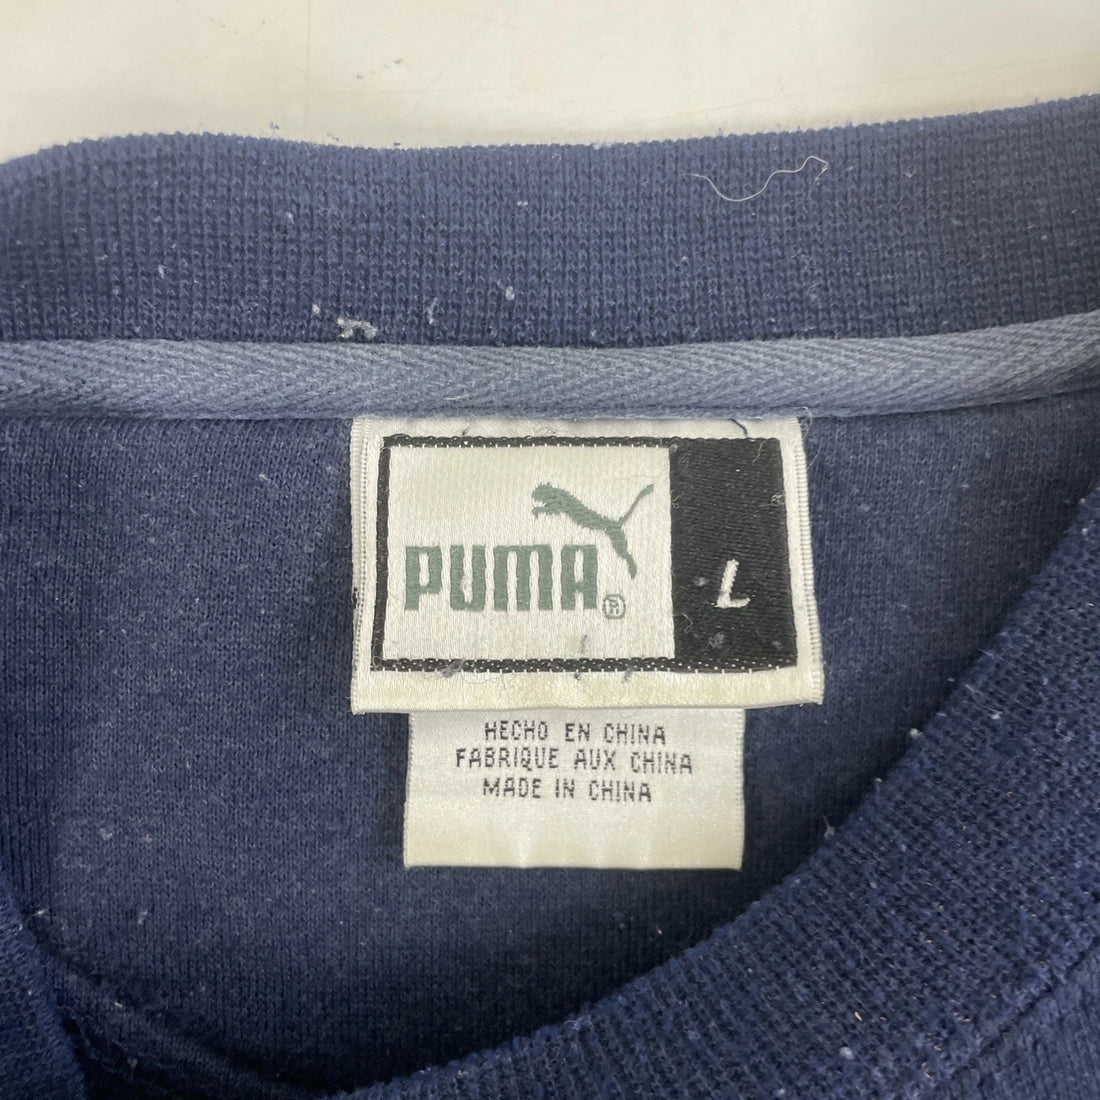 PUMA®
L
HECHO EN CHINA
FABRIQUE AUX CHINA
MADE IN CHINA